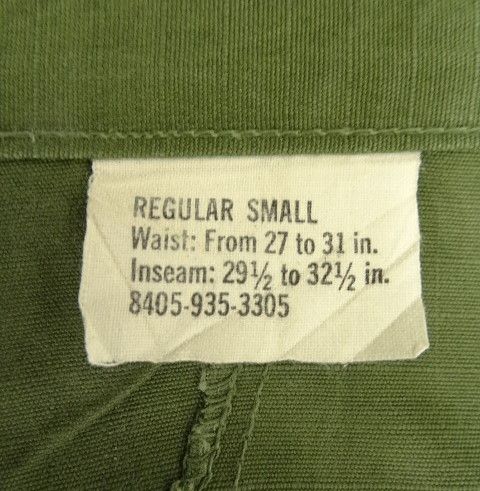 REGULAR SMALL
Waist: From 27 to 31 in.
Inseam: 29½ to 32½ in.
8405-935-3305